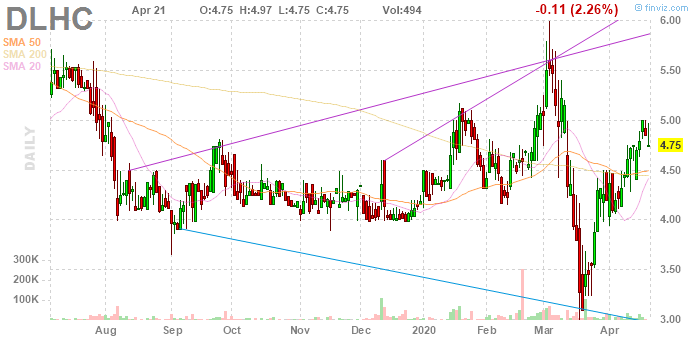 DLHC
Apr 21 O:4.75 H:4.97 L:4.75 C:4.75 Vol:494 -0.11 (2.26%)
© finviz.com
SMA 50
SMA 200
SMA 20
DAILY
6.00
5.50
5.00
4.75
4.50
4.00
3.50
3.00
300K
200K
100K
Aug Sep Oct Nov Dec 2020 Feb Mar Apr